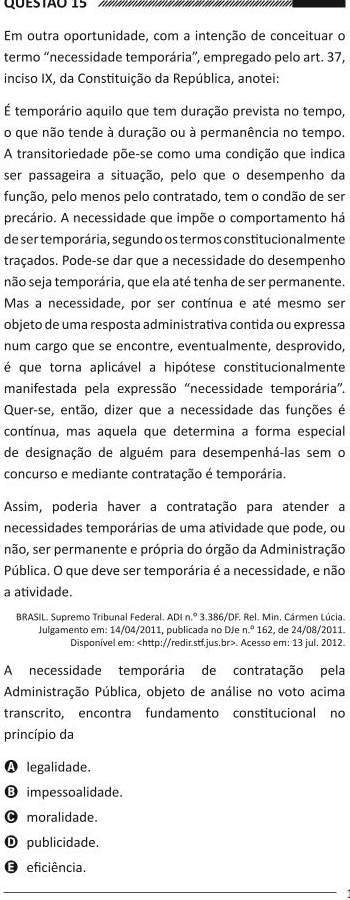 QUESTÃO 15
Em outra oportunidade, com a intenção de conceituar o
termo “necessidade temporária”, empregado pelo art. 37,
inciso IX, da Constituição da República, anotei:
É temporário aquilo que tem duração prevista no tempo,
o que não tende à duração ou à permanência no tempo.
A transitoriedade põe-se como uma condição que indica
ser passageira a situação, pelo que o desempenho da
função, pelo menos pelo contratado, tem o condão de ser
precário. A necessidade que impõe o comportamento há
de ser temporária, segundo os termos constitucionalmente
traçados. Pode-se dar que a necessidade do desempenho
não seja temporária, que ela até tenha de ser permanente.
Mas a necessidade, por ser contínua e até mesmo ser
objeto de uma resposta administrativa contida ou expressa
num cargo que se encontre, eventualmente, desprovido,
é que torna aplicável a hipótese constitucionalmente
manifestada pela expressão “necessidade temporária”.
Quer-se, então, dizer que a necessidade das funções é
contínua, mas aquela que determina a forma especial
de designação de alguém para desempenhá-las sem o
concurso e mediante contratação é temporária.
Assim, poderia haver a contratação para atender a
necessidades temporárias de uma atividade que pode, ou
não, ser permanente e própria do órgão da Administração
Pública. O que deve ser temporária é a necessidade, e não
a atividade.
BRASIL. Supremo Tribunal Federal. ADI n.º 3.386/DF. Rel. Min. Cármen Lúcia.
Julgamento em: 14/04/2011, publicada no DJe n.º 162, de 24/08/2011.
Disponível em: <http://redir.stf.jus.br>. Acesso em: 13 jul. 2012.
A necessidade temporária de contratação pela
Administração Pública, objeto de análise no voto acima
transcrito, encontra fundamento constitucional no
princípio da
A legalidade.
B impessoalidade.
C moralidade.
D publicidade.
E eficiência.
1